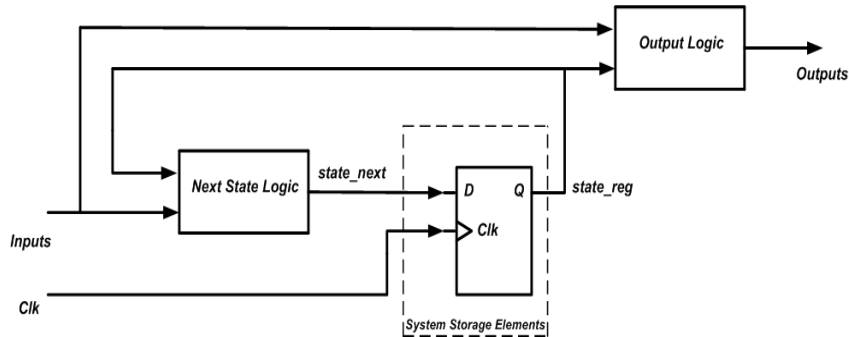 Output Logic
Outputs
Next State Logic
state_next
D
Q
state_reg
Clk
Inputs
Clk
System Storage Elements